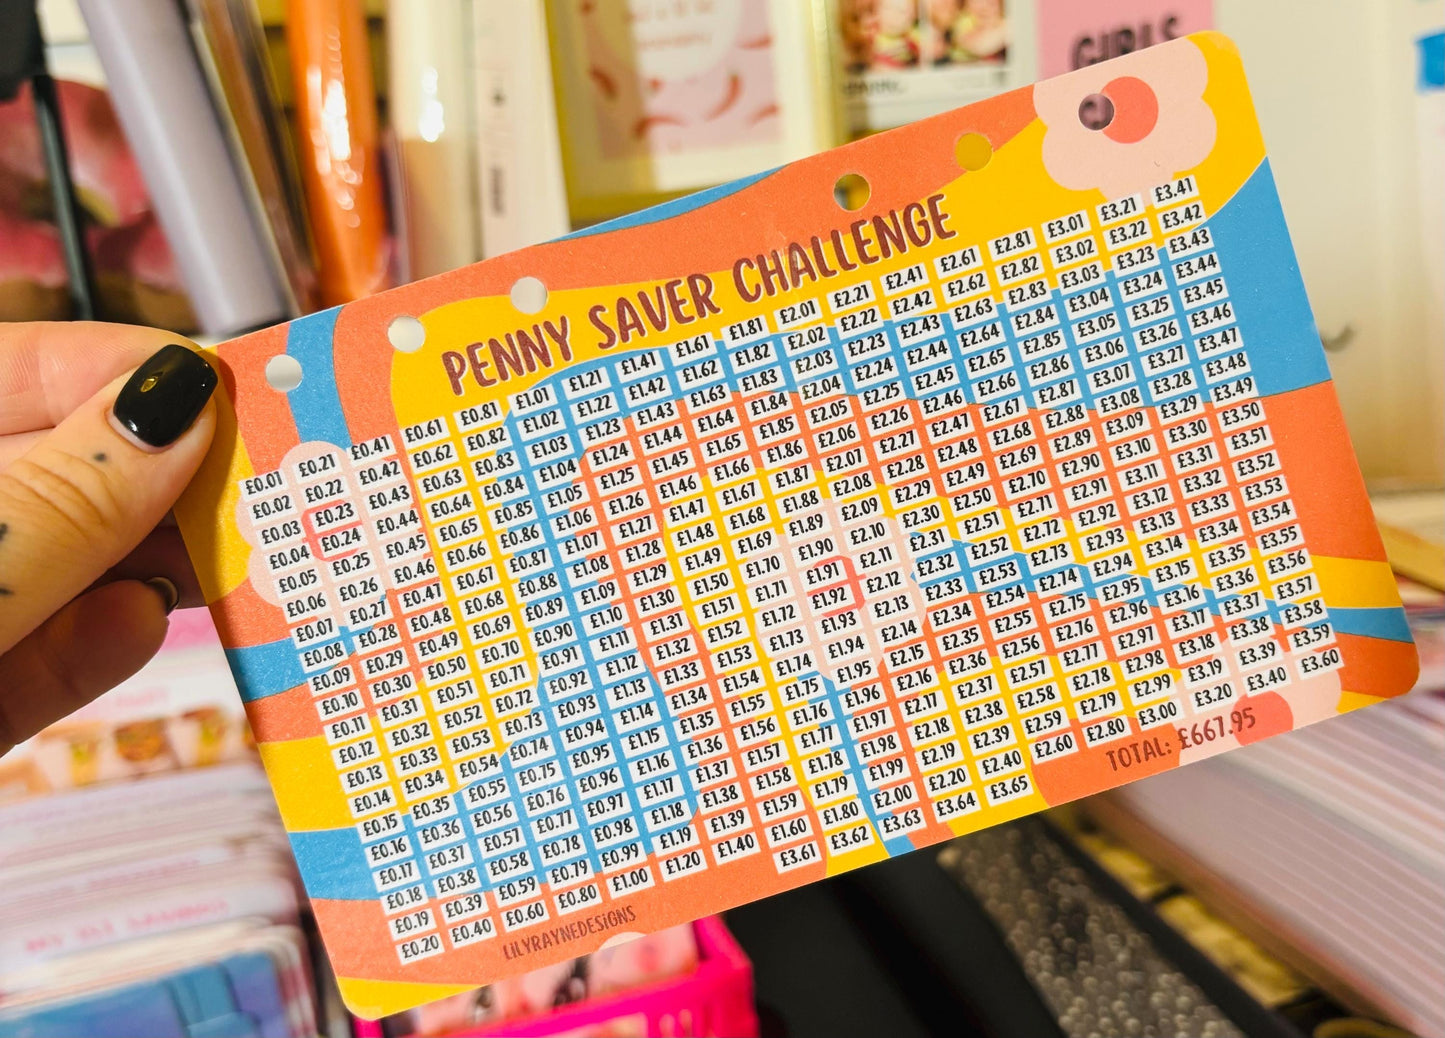 GIRLS
PENNY SAVER CHALLENGE
£0.01 £0.21 £0.41 £0.61 £0.81 £1.01 £1.21 £1.41 £1.61 £1.81 £2.01 £2.21 £2.41 £2.61 £2.81 £3.01 £3.21 £3.41
£0.02 £0.22 £0.42 £0.62 £0.82 £1.02 £1.22 £1.42 £1.62 £1.82 £2.02 £2.22 £2.42 £2.62 £2.82 £3.02 £3.22 £3.42
£0.03 £0.23 £0.43 £0.63 £0.83 £1.03 £1.23 £1.43 £1.63 £1.83 £2.03 £2.23 £2.43 £2.63 £2.83 £3.03 £3.23 £3.43
£0.04 £0.24 £0.44 £0.64 £0.84 £1.04 £1.24 £1.44 £1.64 £1.84 £2.04 £2.24 £2.44 £2.64 £2.84 £3.04 £3.24 £3.44
£0.05 £0.25 £0.45 £0.65 £0.85 £1.05 £1.25 £1.45 £1.65 £1.85 £2.05 £2.25 £2.45 £2.65 £2.85 £3.05 £3.25 £3.45
£0.06 £0.26 £0.46 £0.66 £0.86 £1.06 £1.26 £1.46 £1.66 £1.86 £2.06 £2.26 £2.46 £2.66 £2.86 £3.06 £3.26 £3.46
£0.07 £0.27 £0.47 £0.67 £0.87 £1.07 £1.27 £1.47 £1.67 £1.87 £2.07 £2.27 £2.47 £2.67 £2.87 £3.07 £3.27 £3.47
£0.08 £0.28 £0.48 £0.68 £0.88 £1.08 £1.28 £1.48 £1.68 £1.88 £2.08 £2.28 £2.48 £2.68 £2.88 £3.08 £3.28 £3.48
£0.09 £0.29 £0.49 £0.69 £0.89 £1.09 £1.29 £1.49 £1.69 £1.89 £2.09 £2.29 £2.49 £2.69 £2.89 £3.09 £3.29 £3.49
£0.10 £0.30 £0.50 £0.70 £0.90 £1.10 £1.30 £1.50 £1.70 £1.90 £2.10 £2.30 £2.50 £2.70 £2.90 £3.10 £3.30 £3.50
£0.11 £0.31 £0.51 £0.71 £0.91 £1.11 £1.31 £1.51 £1.71 £1.91 £2.11 £2.31 £2.51 £2.71 £2.91 £3.11 £3.31 £3.51
£0.12 £0.32 £0.52 £0.72 £0.92 £1.12 £1.32 £1.52 £1.72 £1.92 £2.12 £2.32 £2.52 £2.72 £2.92 £3.12 £3.32 £3.52
£0.13 £0.33 £0.53 £0.73 £0.93 £1.13 £1.33 £1.53 £1.73 £1.93 £2.13 £2.33 £2.53 £2.73 £2.93 £3.13 £3.33 £3.53
£0.14 £0.34 £0.54 £0.74 £0.94 £1.14 £1.34 £1.54 £1.74 £1.94 £2.14 £2.34 £2.54 £2.74 £2.94 £3.14 £3.34 £3.54
£0.15 £0.35 £0.55 £0.75 £0.95 £1.15 £1.35 £1.55 £1.75 £1.95 £2.15 £2.35 £2.55 £2.75 £2.95 £3.15 £3.35 £3.55
£0.16 £0.36 £0.56 £0.76 £0.96 £1.16 £1.36 £1.56 £1.76 £1.96 £2.16 £2.36 £2.56 £2.76 £2.96 £3.16 £3.36 £3.56
£0.17 £0.37 £0.57 £0.77 £0.97 £1.17 £1.37 £1.57 £1.77 £1.97 £2.17 £2.37 £2.57 £2.77 £2.97 £3.17 £3.37 £3.57
£0.18 £0.38 £0.58 £0.78 £0.98 £1.18 £1.38 £1.58 £1.78 £1.98 £2.18 £2.38 £2.58 £2.78 £2.98 £3.18 £3.38 £3.58
£0.19 £0.39 £0.59 £0.79 £0.99 £1.19 £1.39 £1.59 £1.79 £1.99 £2.19 £2.39 £2.59 £2.79 £2.99 £3.19 £3.39 £3.59
£0.20 £0.40 £0.60 £0.80 £1.00 £1.20 £1.40 £1.60 £1.80 £2.00 £2.20 £2.40 £2.60 £2.80 £3.00 £3.20 £3.40 £3.60
£3.61 £3.62 £3.63 £3.64 £3.65
TOTAL: £667.95
LILYRAYNEDESIGNS